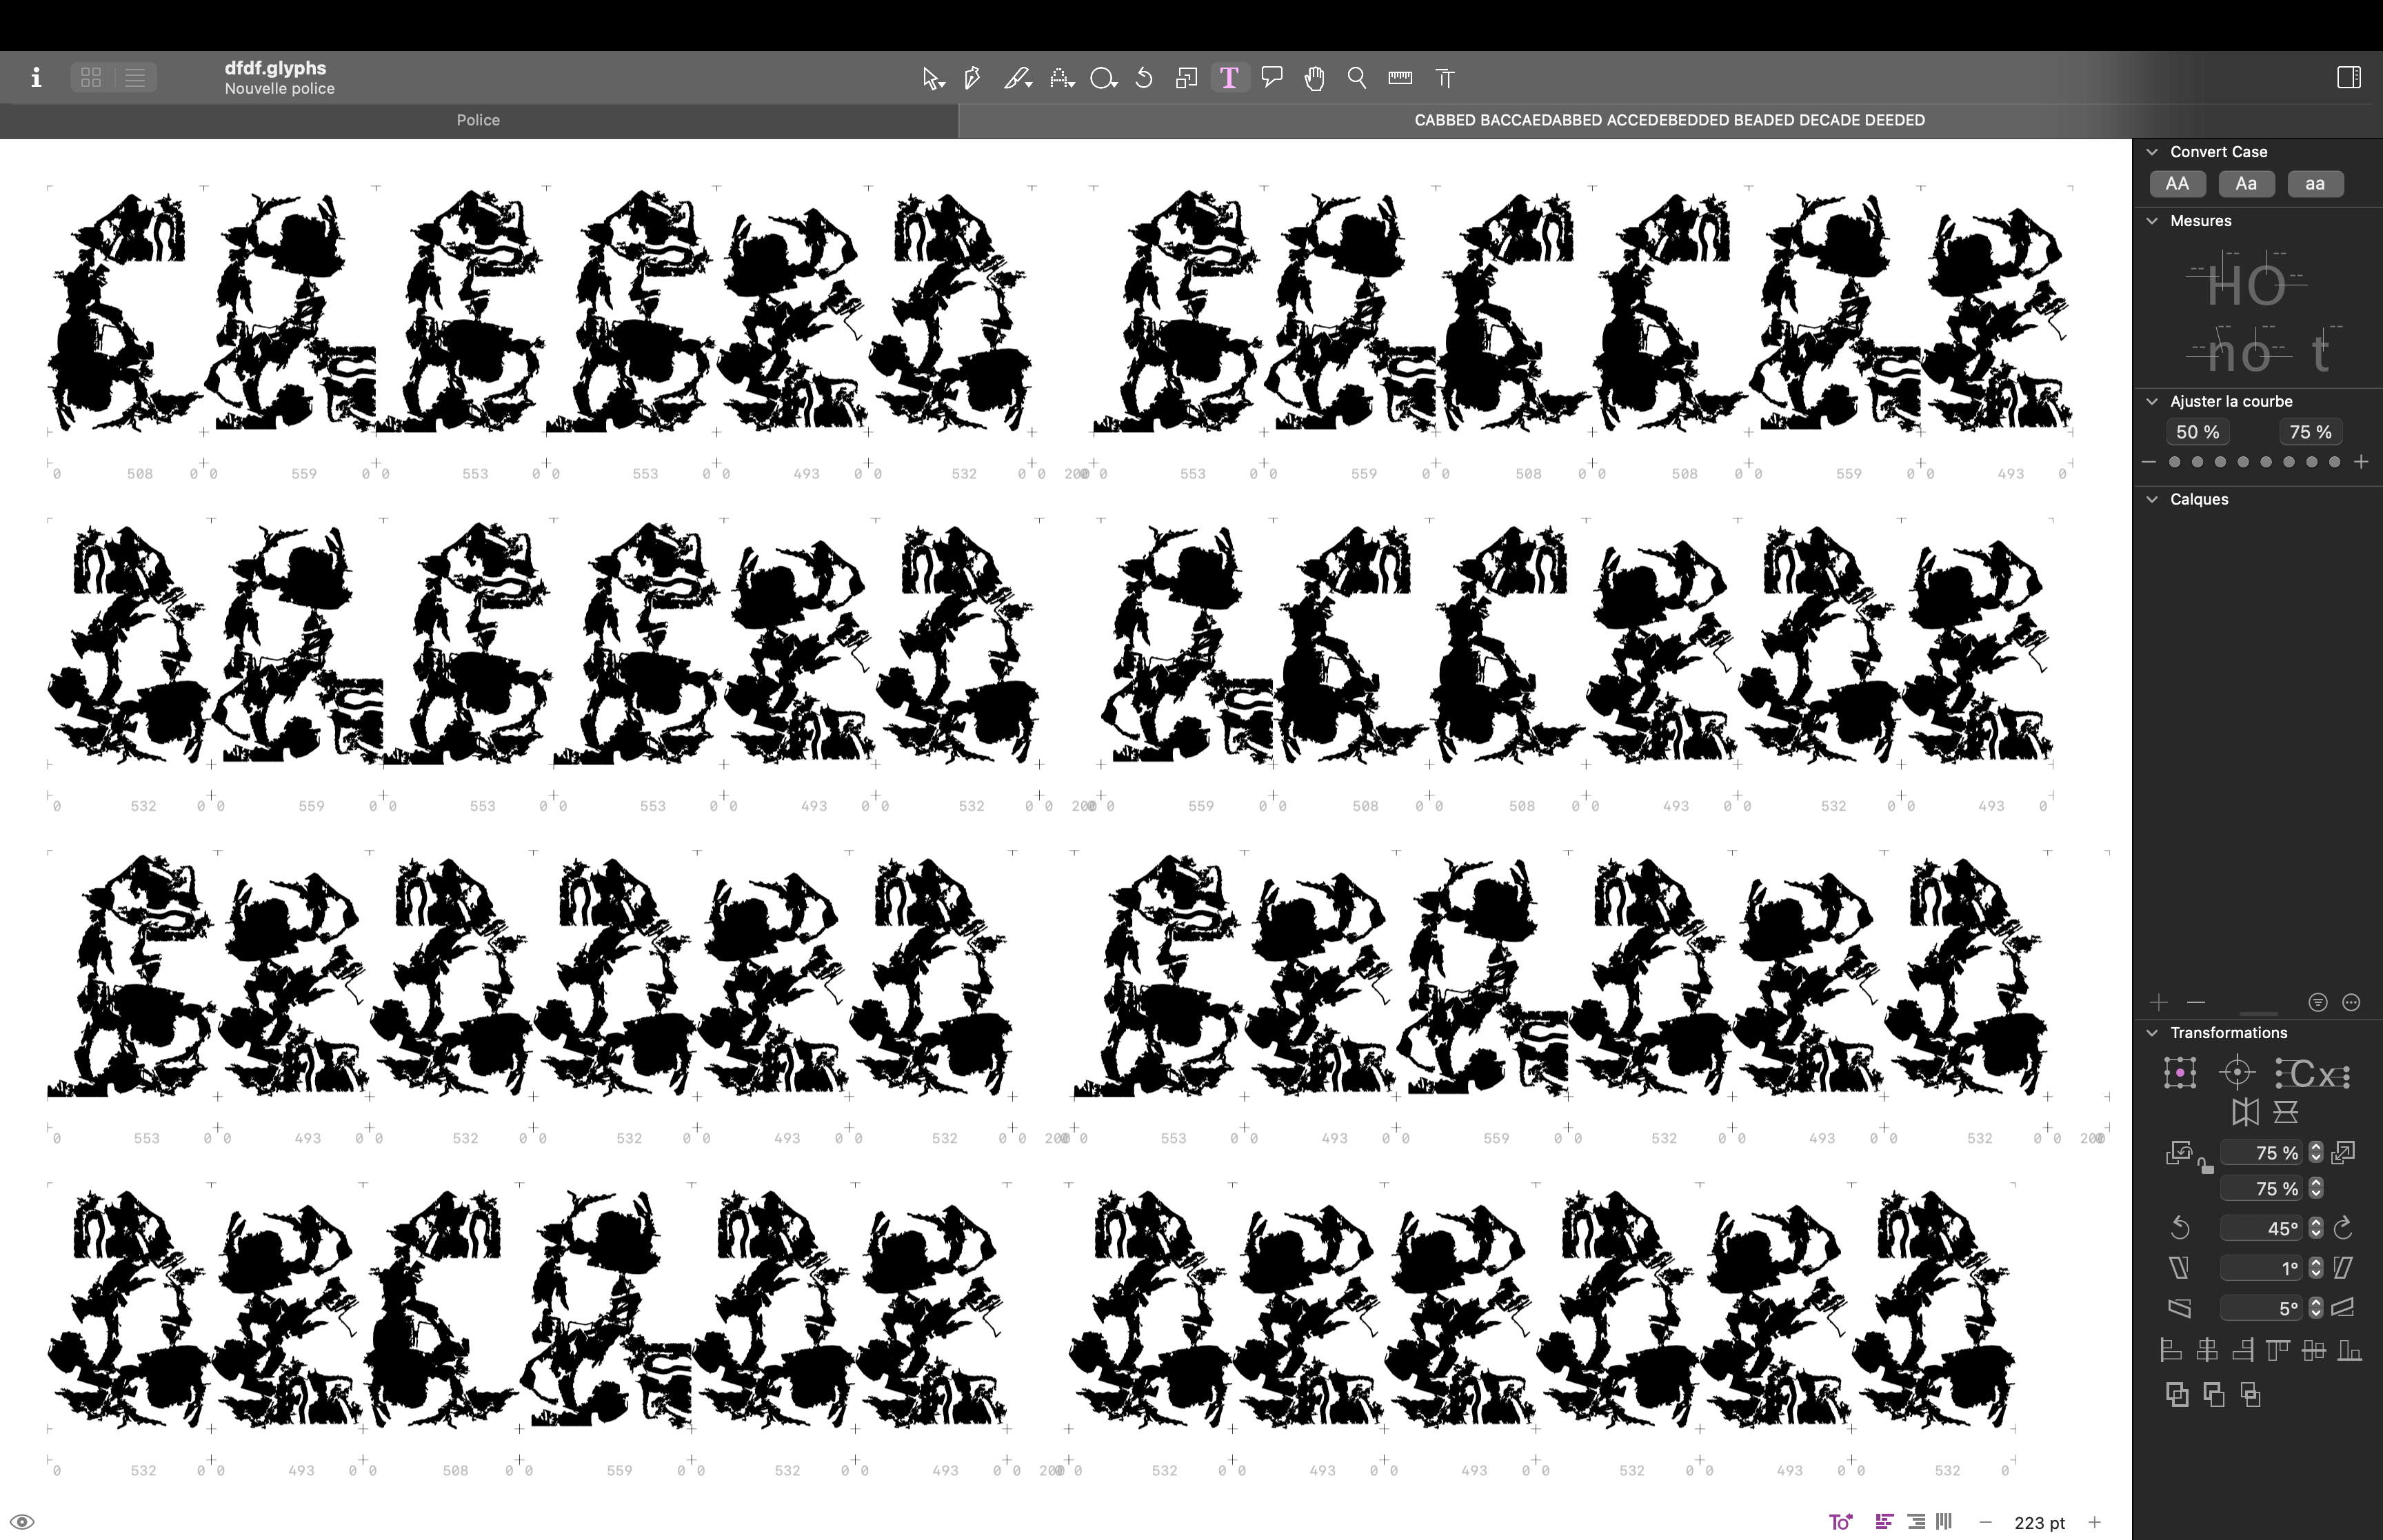 dfdf.glyphs
Nouvelle police
T
Police
CABBED BACCAEDABBED ACCEDEBEDDED BEADED DECADE DEEDED
CABBED BACCAE
0 508 0 0 559 0 0 553 0 0 553 0 0 493 0 0 532 0 0 200 0 553 0 0 559 0 0 508 0 0 508 0 0 559 0 0 493 0
DABBED ACCEDE
0 532 0 0 559 0 0 553 0 0 553 0 0 493 0 0 532 0 0 200 0 559 0 0 508 0 0 508 0 0 493 0 0 532 0 0 493 0
BEDDED BEADED
0 553 0 0 493 0 0 532 0 0 532 0 0 493 0 0 532 0 0 200 0 553 0 0 493 0 0 559 0 0 532 0 0 493 0 0 532 0 0 200
DECADE DEEDED
0 532 0 0 493 0 0 508 0 0 559 0 0 532 0 0 493 0 0 200 0 532 0 0 493 0 0 493 0 0 532 0 0 493 0 0 532 0
223 pt
Convert Case
AA Aa aa
Mesures
HO
no t
Ajuster la courbe
50 % 75 %
Calques
Transformations
Cx
75 %
75 %
45°
1°
5°